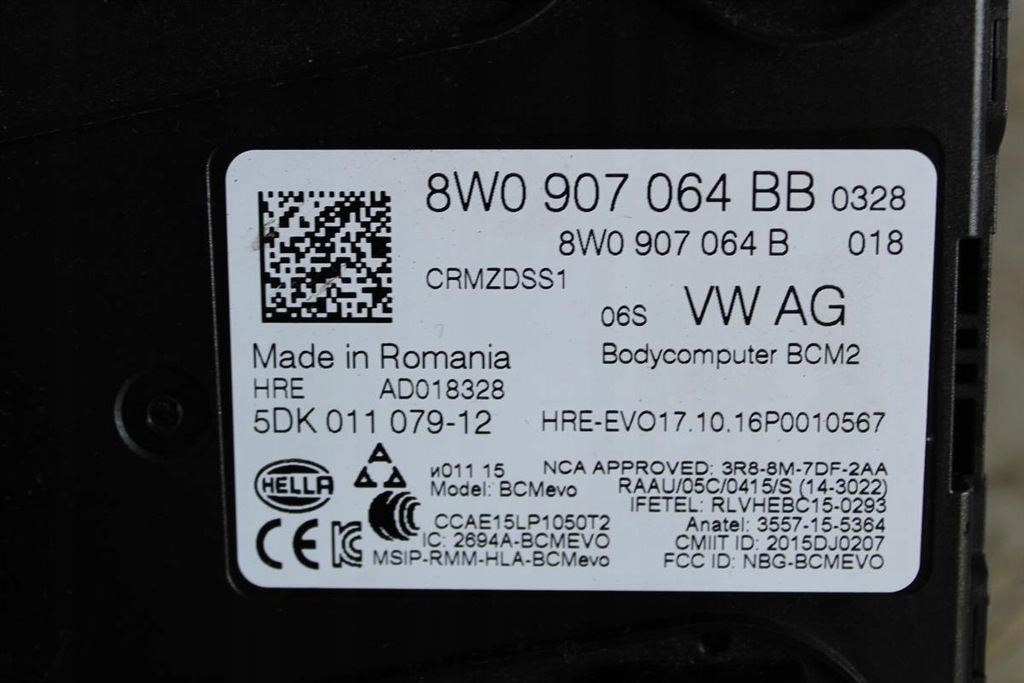 8W0 907 064 BB 0328
8W0 907 064 B 018
CRMZDSS1
06S VW AG
Bodycomputer BCM2
Made in Romania
HRE AD018328
5DK 011 079-12
HRE-EVO17.10.16P0010567
HELLA
и011 15
Model: BCMevo
CCAE15LP1050T2
IC: 2694A-BCMEVO
MSIP-RMM-HLA-BCMevo
CE
NCA APPROVED: 3R8-8M-7DF-2AA
RAAU/05C/0415/S (14-3022)
IFETEL: RLVHEBC15-0293
Anatel: 3557-15-5364
CMIIT ID: 2015DJ0207
FCC ID: NBG-BCMEVO